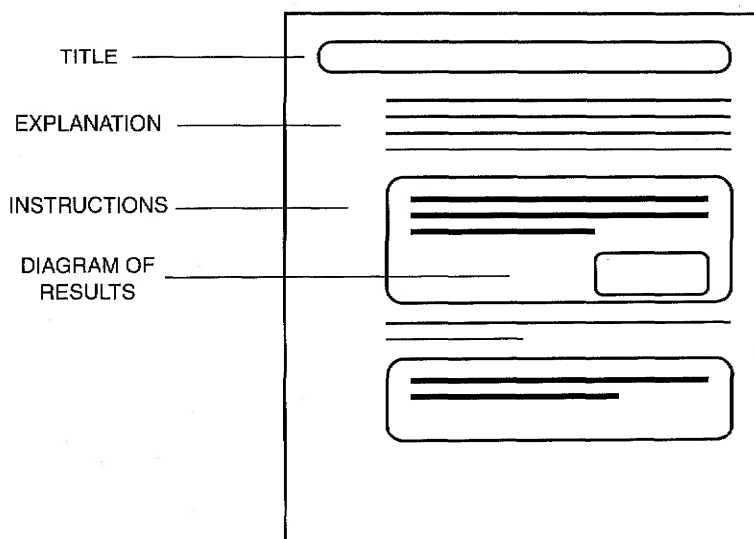 TITLE
EXPLANATION
INSTRUCTIONS
DIAGRAM OF
RESULTS